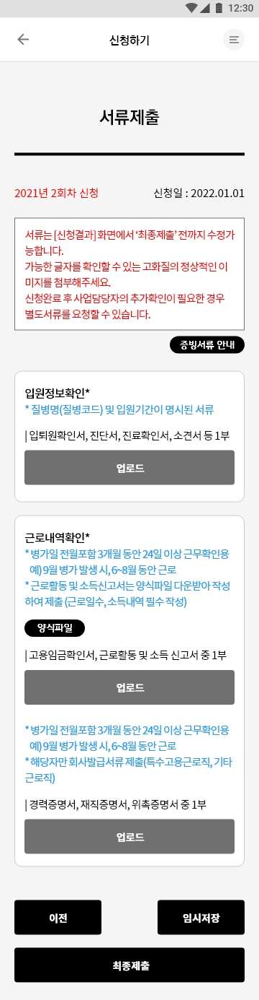 12:30
신청하기
서류제출
2021년 2회차 신청 신청일 : 2022.01.01
서류는 [신청결과] 화면에서 ‘최종제출’ 전까지 수정가
능합니다.
가능한 글자를 확인할 수 있는 고화질의 정상적인 이
미지를 첨부해주세요.
신청완료 후 사업담당자의 추가확인이 필요한 경우
별도서류를 요청할 수 있습니다.
증빙서류 안내
입원정보확인*
* 질병명(질병코드) 및 입원기간이 명시된 서류
| 입퇴원확인서, 진단서, 진료확인서, 소견서 등 1부
업로드
근로내역확인*
* 병가일 전월포함 3개월 동안 24일 이상 근무확인용
예) 9월 병가 발생 시, 6~8월 동안 근로
* 근로활동 및 소득신고서는 양식파일 다운받아 작성
하여 제출 (근로일수, 소득내역 필수 작성)
양식파일
| 고용임금확인서, 근로활동 및 소득 신고서 중 1부
업로드
* 병가일 전월포함 3개월 동안 24일 이상 근무확인용
예) 9월 병가 발생 시, 6~8월 동안 근로
* 해당자만 회사발급서류 제출(특수고용근로직, 기타
근로직)
| 경력증명서, 재직증명서, 위촉증명서 중 1부
업로드
이전 임시저장
최종제출